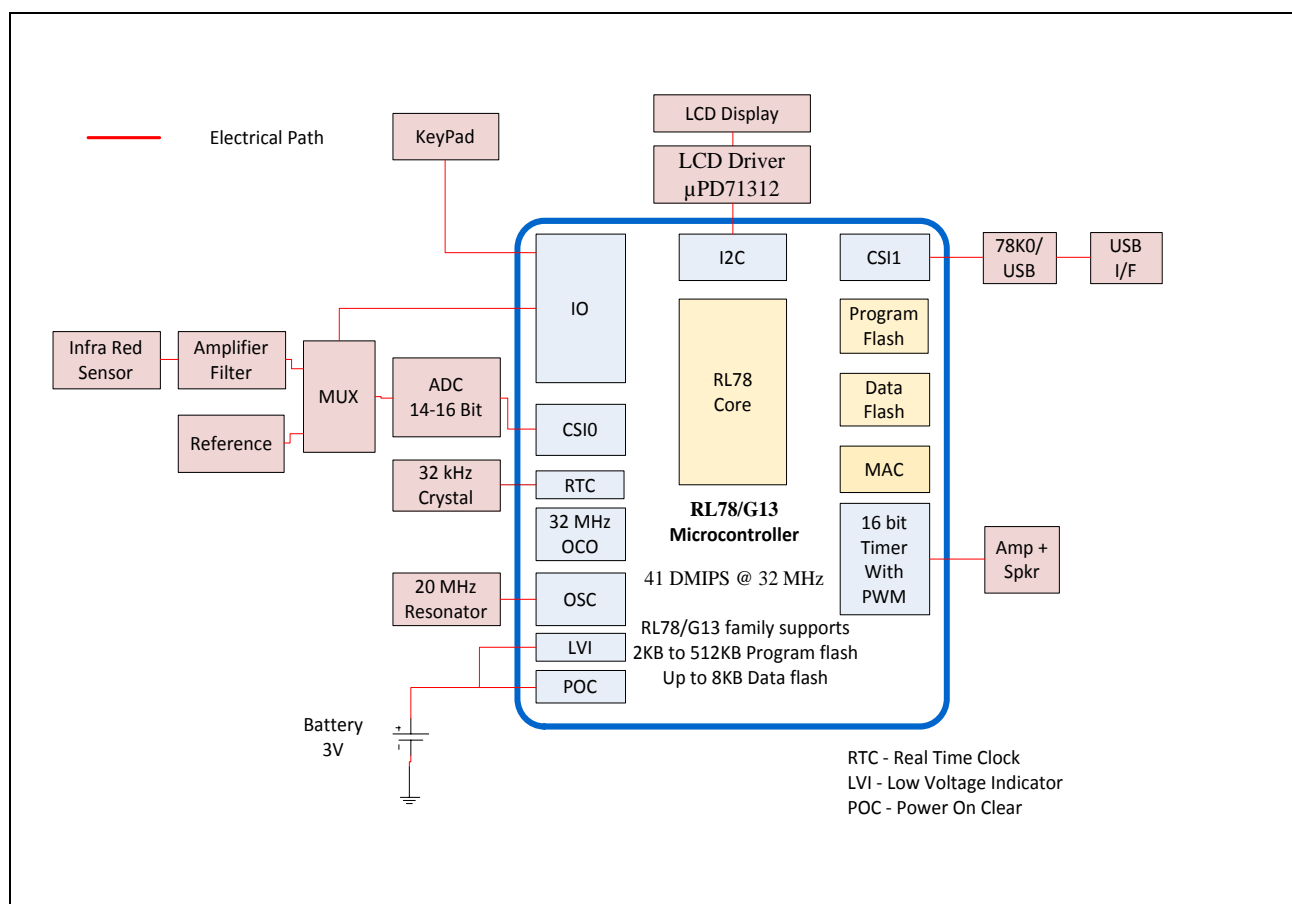 Electrical Path
KeyPad
LCD Display
LCD Driver
µPD71312
IO
I2C
CSI1
78K0/
USB
USB
I/F
Infra Red
Sensor
Amplifier
Filter
MUX
ADC
14-16 Bit
Reference
CSI0
32 kHz
Crystal
RTC
32 MHz
OCO
20 MHz
Resonator
OSC
LVI
POC
RL78
Core
Program
Flash
Data
Flash
MAC
16 bit
Timer
With
PWM
Amp +
Spkr
RL78/G13
Microcontroller
41 DMIPS @ 32 MHz
RL78/G13 family supports
2KB to 512KB Program flash
Up to 8KB Data flash
Battery
3V
+
-
RTC - Real Time Clock
LVI - Low Voltage Indicator
POC - Power On Clear